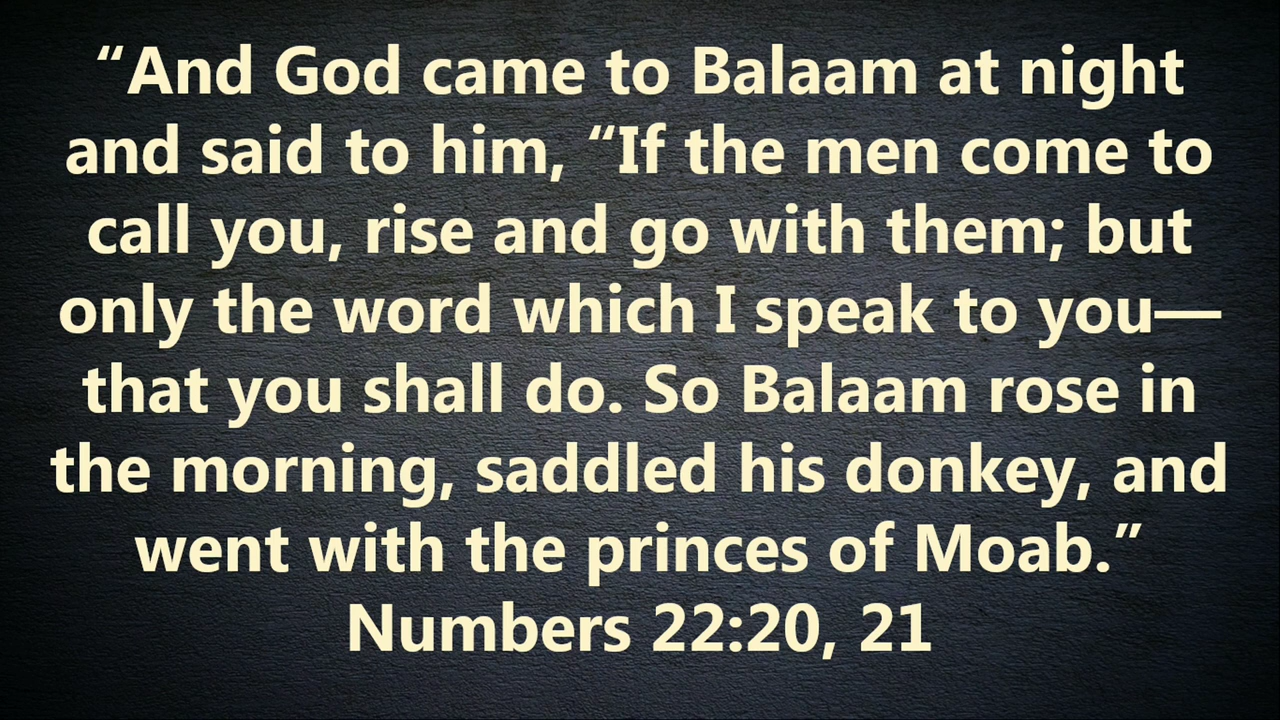 “And God came to Balaam at night
and said to him, “If the men come to
call you, rise and go with them; but
only the word which I speak to you—
that you shall do. So Balaam rose in
the morning, saddled his donkey, and
went with the princes of Moab.”
Numbers 22:20, 21